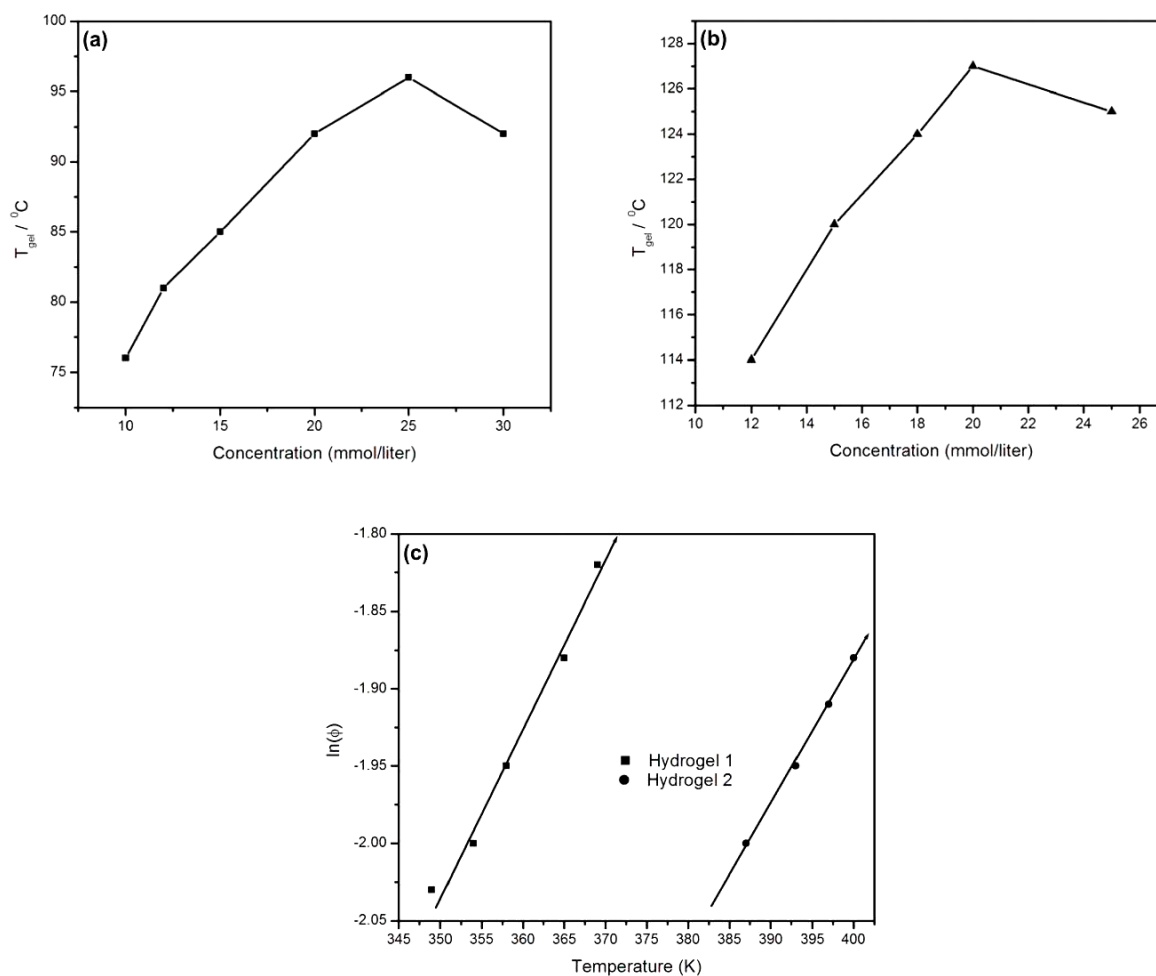 (a)
100
95
90
85
80
75
T_gel / ⁰C
10 15 20 25 30
Concentration (mmol/liter)
(b)
128
126
124
122
120
118
116
114
112
T_gel / ⁰C
10 12 14 16 18 20 22 24 26
Concentration (mmol/liter)
(c)
-1.80
-1.85
-1.90
-1.95
-2.00
-2.05
ln(ϕ)
Hydrogel 1
Hydrogel 2
345 350 355 360 365 370 375 380 385 390 395 400
Temperature (K)